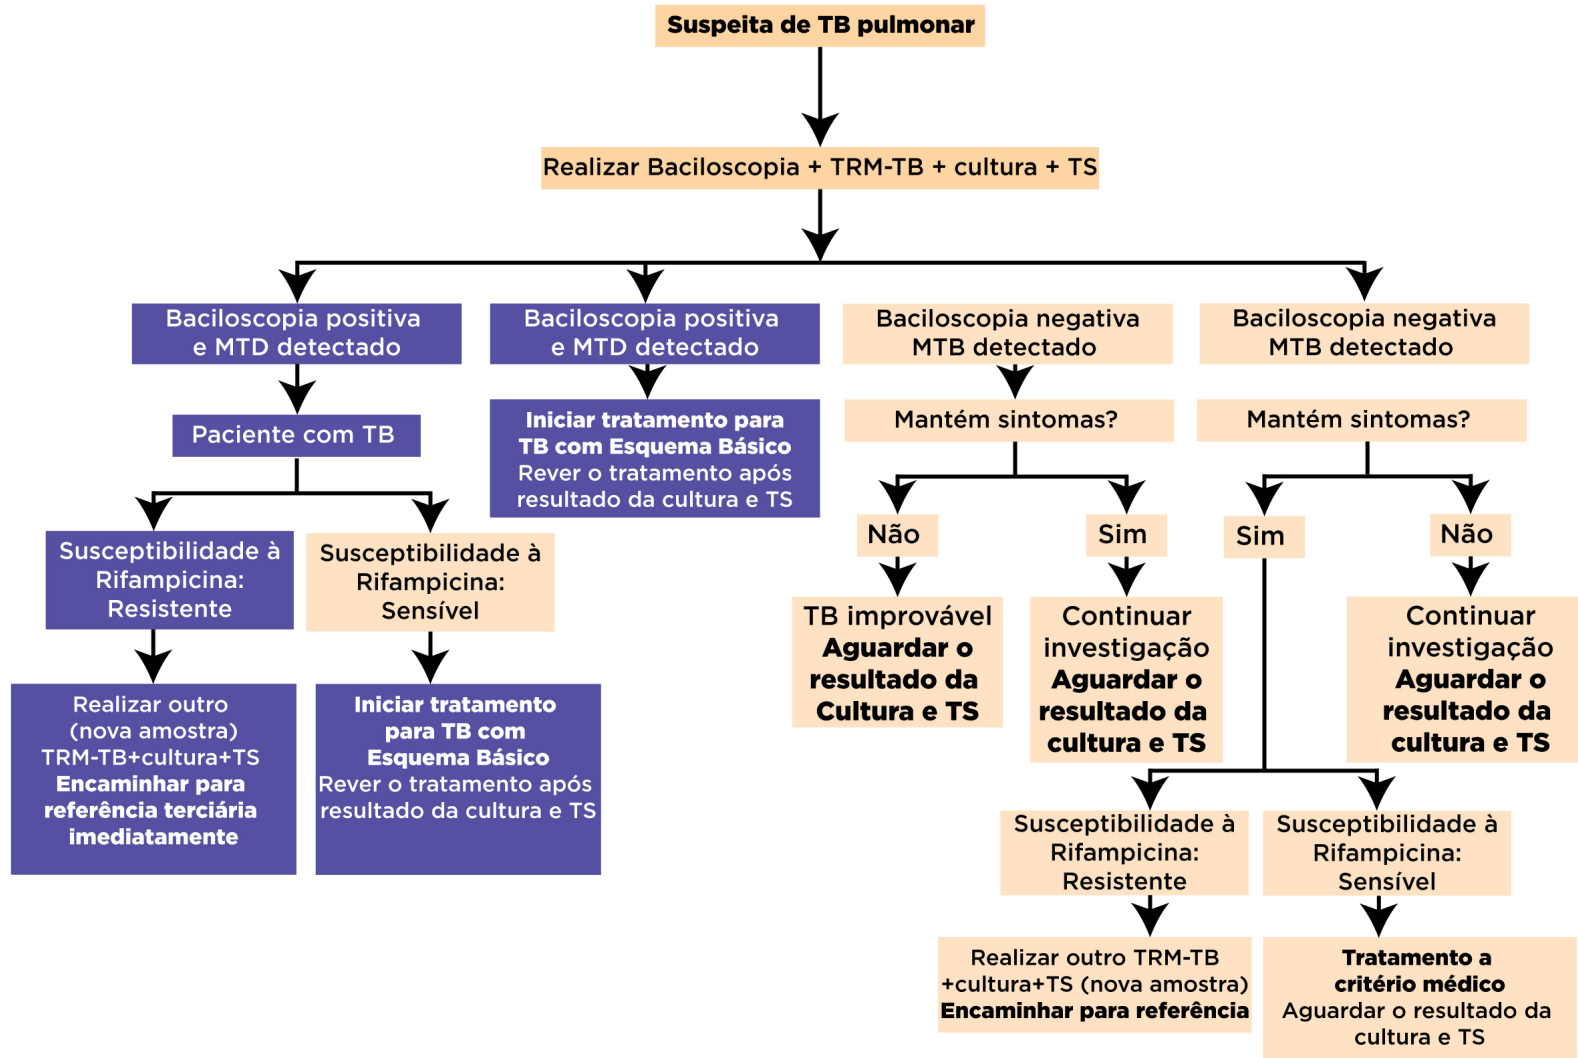 Suspeita de TB pulmonar
Realizar Baciloscopia + TRM-TB + cultura + TS
Baciloscopia positiva
e MTD detectado
Paciente com TB
Susceptibilidade à
Rifampicina:
Resistente
Realizar outro
(nova amostra)
TRM-TB+cultura+TS
Encaminhar para
referência terciária
imediatamente
Susceptibilidade à
Rifampicina:
Sensível
Iniciar tratamento
para TB com
Esquema Básico
Rever o tratamento após
resultado da cultura e TS
Baciloscopia positiva
e MTD detectado
Iniciar tratamento para
TB com Esquema Básico
Rever o tratamento após
resultado da cultura e TS
Baciloscopia negativa
MTB detectado
Mantém sintomas?
Não
TB improvável
Aguardar o
resultado da
Cultura e TS
Sim
Continuar
investigação
Aguardar o
resultado da
cultura e TS
Baciloscopia negativa
MTB detectado
Mantém sintomas?
Sim
Susceptibilidade à
Rifampicina:
Resistente
Realizar outro TRM-TB
+cultura+TS (nova amostra)
Encaminhar para referência
Susceptibilidade à
Rifampicina:
Sensível
Tratamento a
critério médico
Aguardar o resultado da
cultura e TS
Não
Continuar
investigação
Aguardar o
resultado da
cultura e TS